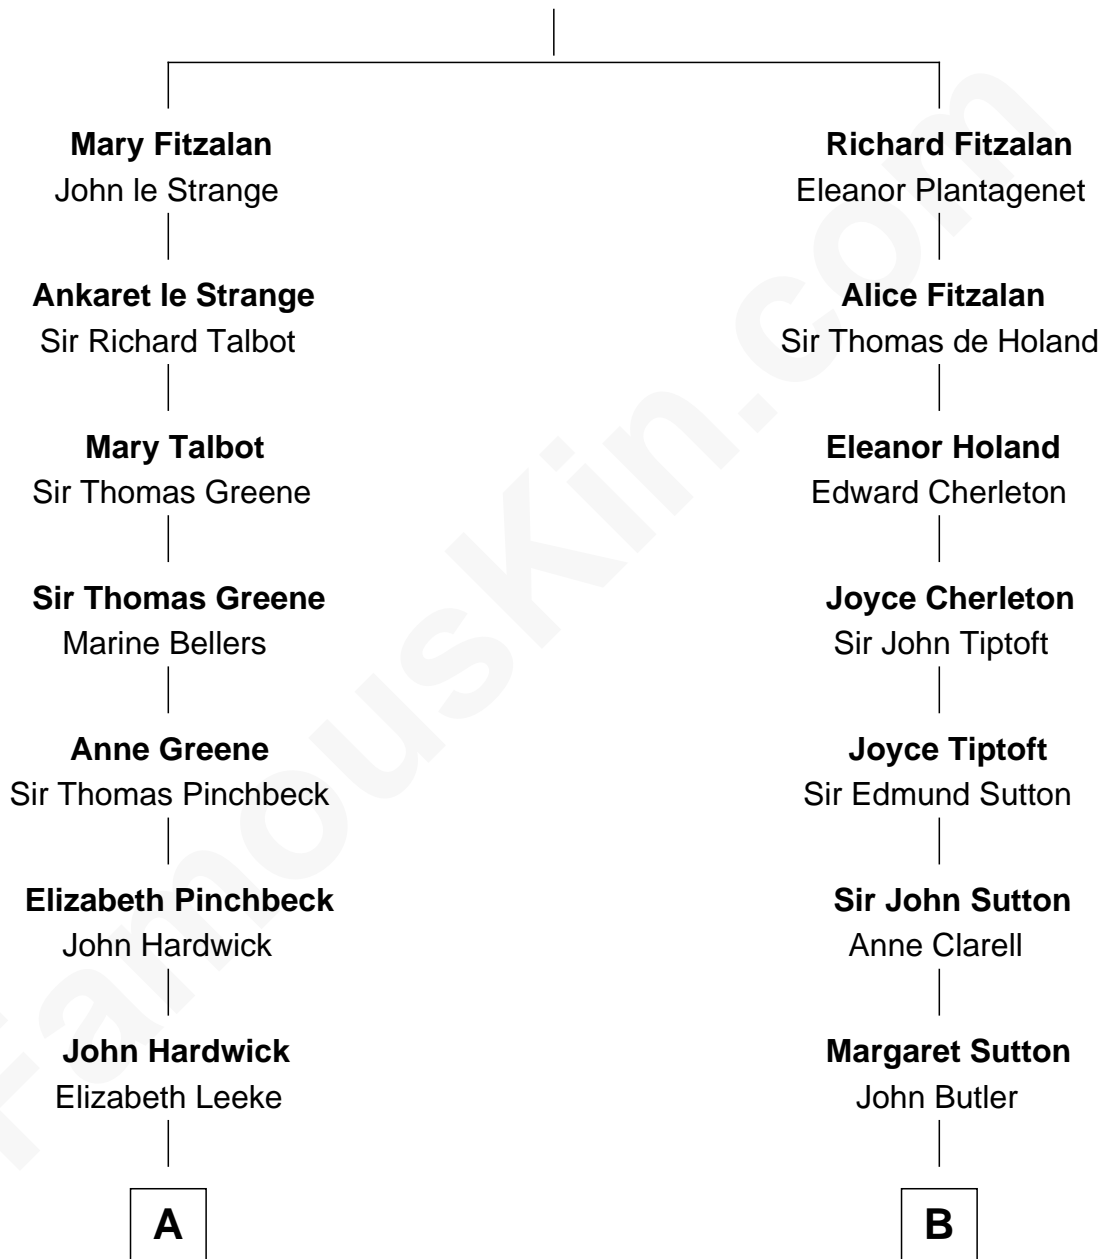 Mary Fitzalan
John le Strange
Ankaret le Strange
Sir Richard Talbot
Mary Talbot
Sir Thomas Greene
Sir Thomas Greene
Marine Bellers
Anne Greene
Sir Thomas Pinchbeck
Elizabeth Pinchbeck
John Hardwick
John Hardwick
Elizabeth Leeke
A
Richard Fitzalan
Eleanor Plantagenet
Alice Fitzalan
Sir Thomas de Holand
Eleanor Holand
Edward Cherleton
Joyce Cherleton
Sir John Tiptoft
Joyce Tiptoft
Sir Edmund Sutton
Sir John Sutton
Anne Clarell
Margaret Sutton
John Butler
B
FamousKin.com